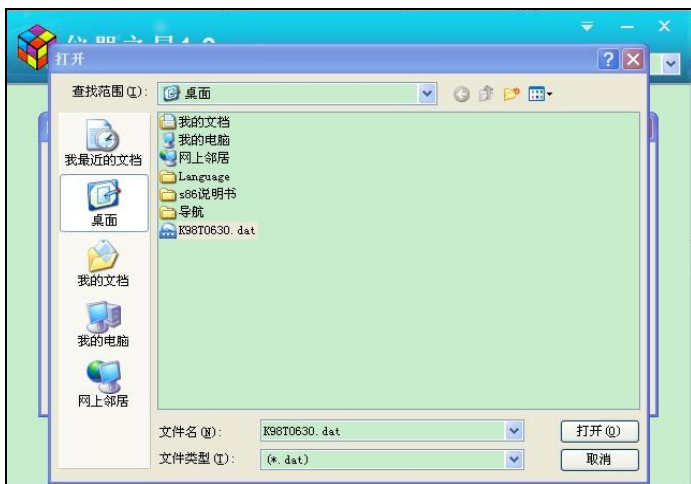 打开
查找范围(I):
桌面
我的文档
我的电脑
网上邻居
Language
s86说明书
导航
K98T0630.dat
我最近的文档
桌面
我的文档
我的电脑
网上邻居
文件名(N):
K98T0630.dat
打开(O)
文件类型(T):
(*.dat)
取消